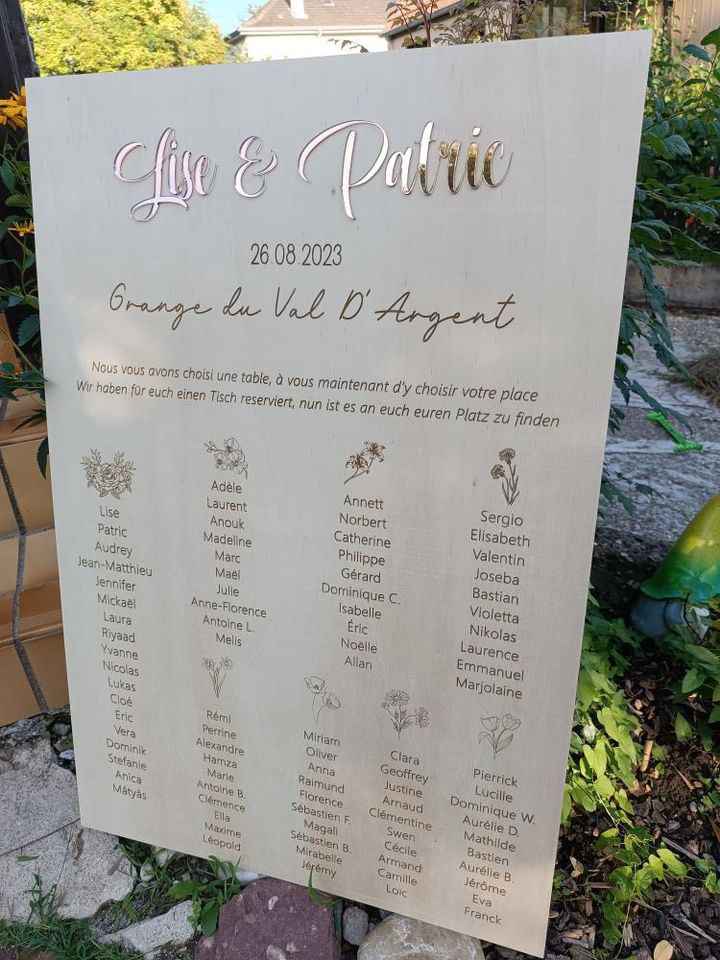 Lise & Patric
26 08 2023
Grange du Val D'Argent
Nous vous avons choisi une table, à vous maintenant d'y choisir votre place
Wir haben für euch einen Tisch reserviert, nun ist es an euch euren Platz zu finden
Lise
Patric
Audrey
Jean-Matthieu
Jennifer
Mickaël
Laura
Riyaad
Yvanne
Nicolas
Lukas
Cloé
Eric
Vera
Dominik
Stefanie
Anica
Mátyás
Adèle
Laurent
Anouk
Madeline
Marc
Maël
Julie
Anne-Florence
Antoine L.
Melis
Annett
Norbert
Catherine
Philippe
Gérard
Dominique C.
Isabelle
Éric
Noëlle
Allan
Sergio
Elisabeth
Valentin
Joseba
Bastian
Violetta
Nikolas
Laurence
Emmanuel
Marjolaine
Rémi
Perrine
Alexandre
Hamza
Marie
Antoine B.
Clémence
Ella
Maxime
Léopold
Miriam
Oliver
Anna
Raimund
Florence
Sébastien F.
Magali
Sébastien B.
Mirabelle
Jérémy
Clara
Geoffrey
Justine
Arnaud
Clémentine
Swen
Cécile
Armand
Camille
Loïc
Pierrick
Lucille
Dominique W.
Aurélie D.
Mathilde
Bastien
Aurélie B.
Jérôme
Eva
Franck